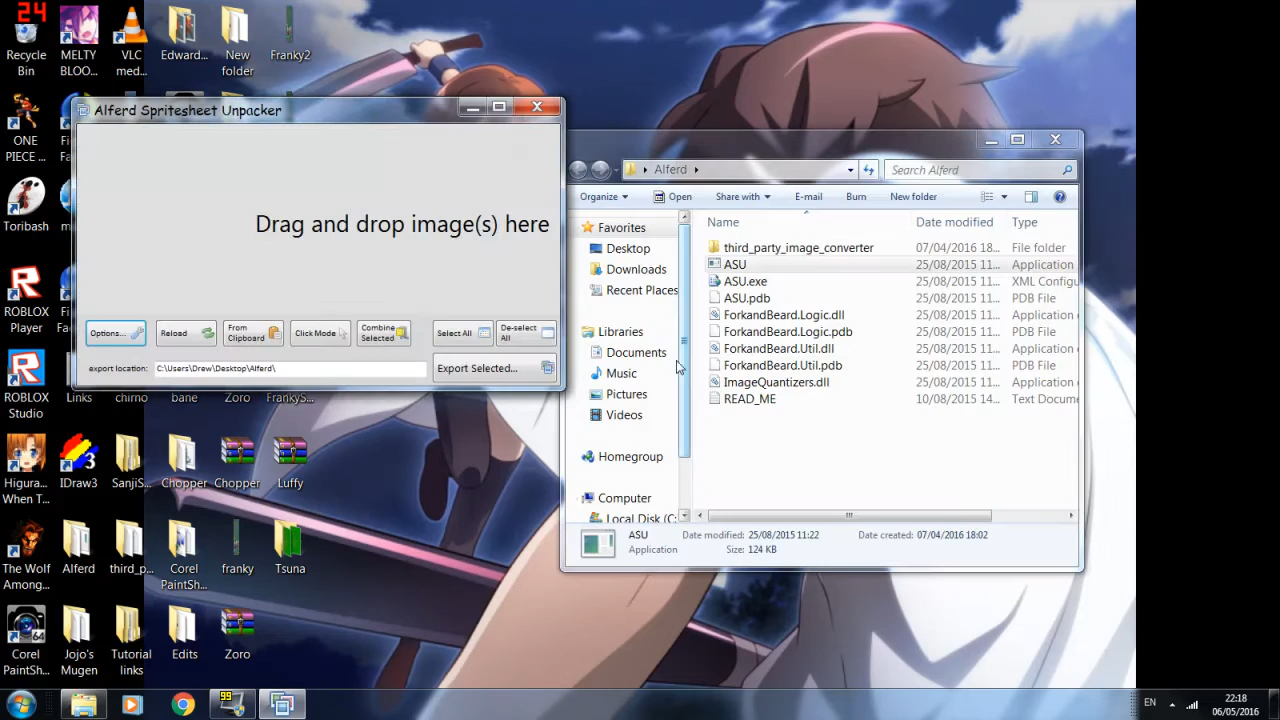 24
Recycle
Bin
MELTY
BLOO...
VLC
med...
Edward...
New
folder
Franky2
ONE
PIECE ...
Toribash
ROBLOX
Player
ROBLOX
Studio
Links
chirno
bane
Zoro
FrankyS...
Higura...
When T...
IDraw3
SanjiS...
Chopper
Chopper
Luffy
The Wolf
Among...
Alferd
third_p...
Corel
PaintSh...
franky
Tsuna
64
Corel
PaintSh...
Jojo's
Mugen
Tutorial
links
Edits
Zoro
Alferd Spritesheet Unpacker
Drag and drop image(s) here
Options...
Reload
From
Clipboard
Click Mode
Combine
Selected
Select All
De-select
All
export location:
C:\Users\Drew\Desktop\Alferd\
Export Selected...
Alferd
Search Alferd
Organize
Open
Share with
E-mail
Burn
New folder
Favorites
Desktop
Downloads
Recent Places
Libraries
Documents
Music
Pictures
Videos
Homegroup
Computer
Local Disk (C:
Name Date modified Type
third_party_image_converter 07/04/2016 18... File folder
ASU 25/08/2015 11... Application
ASU.exe 25/08/2015 11... XML Configu
ASU.pdb 25/08/2015 11... PDB File
ForkandBeard.Logic.dll 25/08/2015 11... Application
ForkandBeard.Logic.pdb 25/08/2015 11... PDB File
ForkandBeard.Util.dll 25/08/2015 11... Application
ForkandBeard.Util.pdb 25/08/2015 11... PDB File
ImageQuantizers.dll 25/08/2015 11... Application
READ_ME 10/08/2015 14... Text Docume
ASU Date modified: 25/08/2015 11:22 Date created: 07/04/2016 18:02
Application Size: 124 KB
99
EN
22:18
06/05/2016